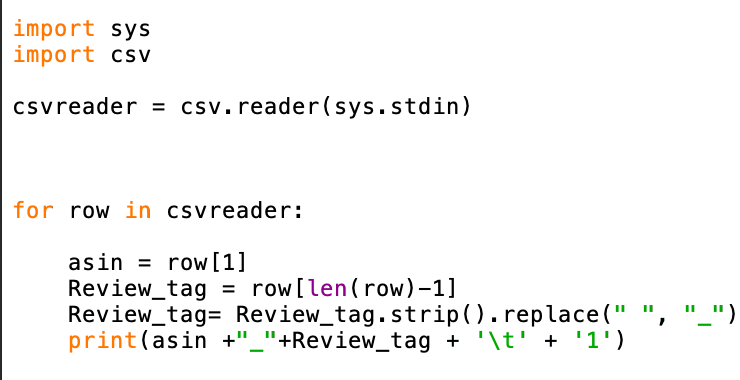 import sys
import csv

csvreader = csv.reader(sys.stdin)

for row in csvreader:

    asin = row[1]
    Review_tag = row[len(row)-1]
    Review_tag= Review_tag.strip().replace(" ", "_")
    print(asin +"_"+Review_tag + '\t' + '1')